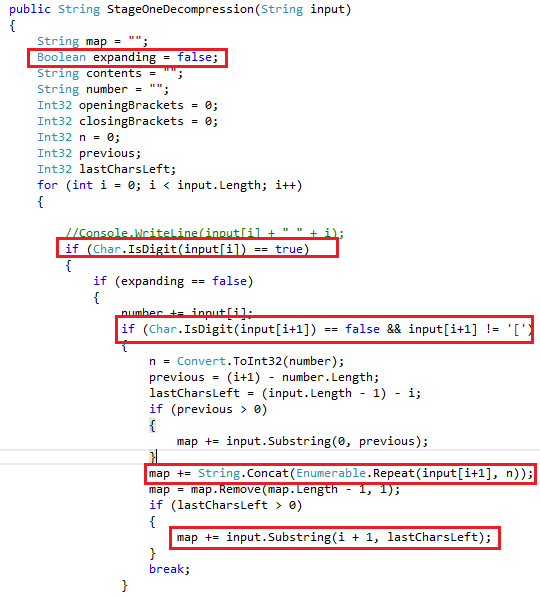 public String StageOneDecompression(String input)
{
String map = "";
Boolean expanding = false;
String contents = "";
String number = "";
Int32 openingBrackets = 0;
Int32 closingBrackets = 0;
Int32 n = 0;
Int32 previous;
Int32 lastCharsLeft;
for (int i = 0; i < input.Length; i++)
{
//Console.WriteLine(input[i] + " " + i);
if (Char.IsDigit(input[i]) == true)
{
if (expanding == false)
{
number += input[i];
if (Char.IsDigit(input[i+1]) == false && input[i+1] != '[')
{
n = Convert.ToInt32(number);
previous = (i+1) - number.Length;
lastCharsLeft = (input.Length - 1) - i;
if (previous > 0)
{
map += input.Substring(0, previous);
}
map += String.Concat(Enumerable.Repeat(input[i+1], n));
map = map.Remove(map.Length - 1, 1);
if (lastCharsLeft > 0)
{
map += input.Substring(i + 1, lastCharsLeft);
}
break;
}